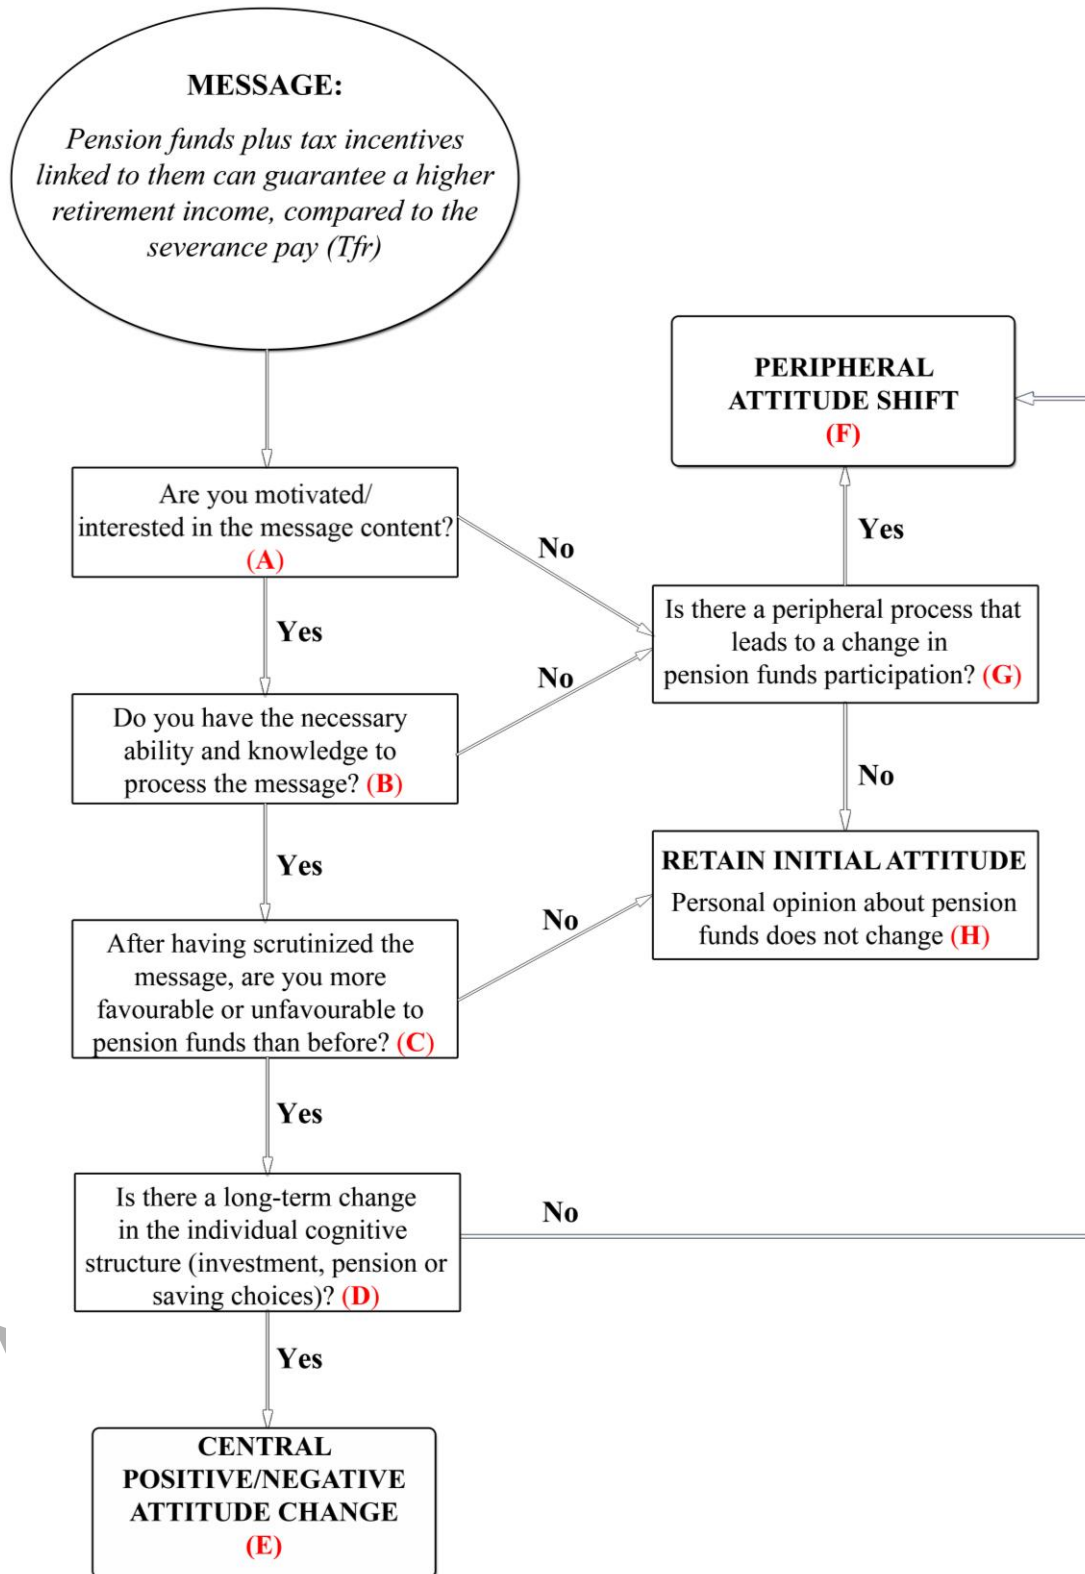 MESSAGE:
Pension funds plus tax incentives
linked to them can guarantee a higher
retirement income, compared to the
severance pay (Tfr)
PERIPHERAL
ATTITUDE SHIFT
(F)
Are you motivated/
interested in the message content?
(A)
No
Yes
Yes
Is there a peripheral process that
leads to a change in
pension funds participation? (G)
No
Do you have the necessary
ability and knowledge to
process the message? (B)
No
Yes
RETAIN INITIAL ATTITUDE
Personal opinion about pension
funds does not change (H)
No
After having scrutinized the
message, are you more
favourable or unfavourable to
pension funds than before? (C)
Yes
Is there a long-term change
in the individual cognitive
structure (investment, pension or
saving choices)? (D)
No
Yes
CENTRAL
POSITIVE/NEGATIVE
ATTITUDE CHANGE
(E)